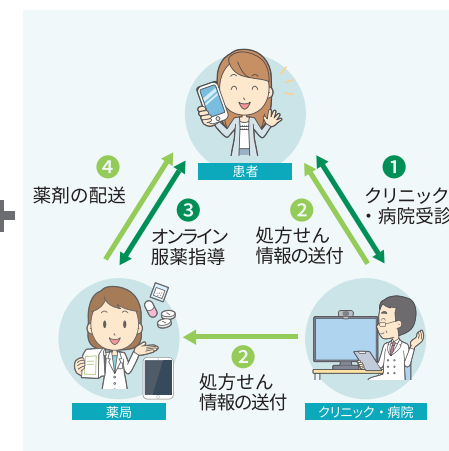 患者
4
薬剤の配送
1
クリニック
・病院受診
3
オンライン
服薬指導
2
処方せん
情報の送付
2
処方せん
情報の送付
薬局
クリニック・病院